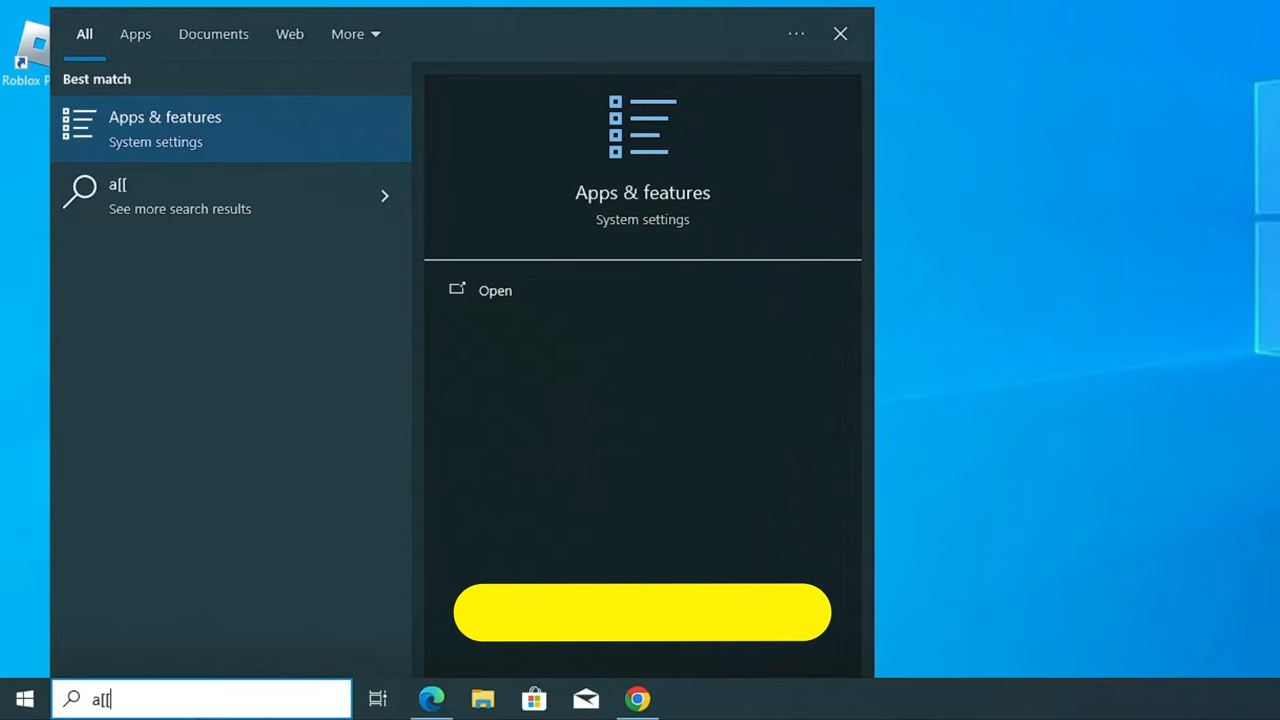 All
Apps
Documents
Web
More
Roblox P
Best match
Apps & features
System settings
a[[
See more search results
Apps & features
System settings
Open
a[[